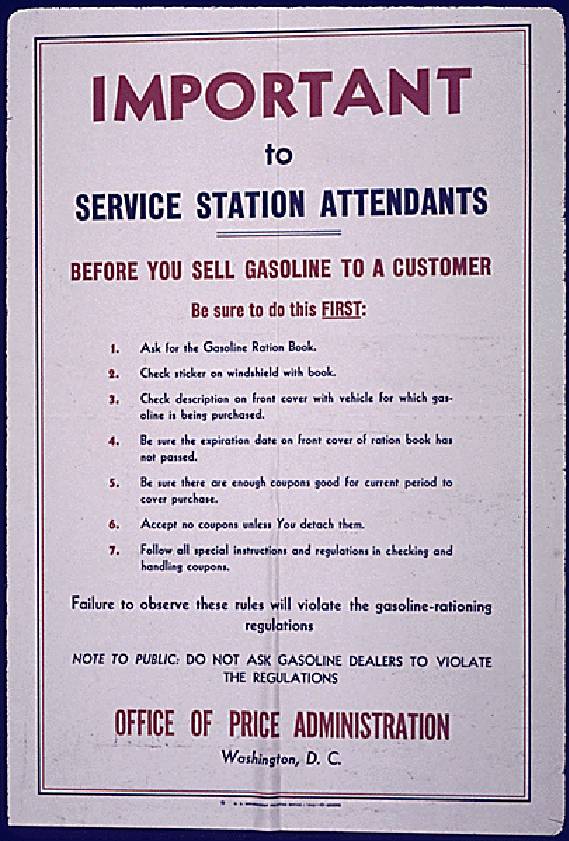 IMPORTANT
to
SERVICE STATION ATTENDANTS
BEFORE YOU SELL GASOLINE TO A CUSTOMER
Be sure to do this FIRST:
1. Ask for the Gasoline Ration Book.
2. Check sticker on windshield with book.
3. Check description on front cover with vehicle for which gas-
oline is being purchased.
4. Be sure the expiration date on front cover of ration book has
not passed.
5. Be sure there are enough coupons good for current period to
cover purchase.
6. Accept no coupons unless You detach them.
7. Follow all special instructions and regulations in checking and
handling coupons.
Failure to observe these rules will violate the gasoline-rationing
regulations
NOTE TO PUBLIC: DO NOT ASK GASOLINE DEALERS TO VIOLATE
THE REGULATIONS
OFFICE OF PRICE ADMINISTRATION
Washington, D. C.